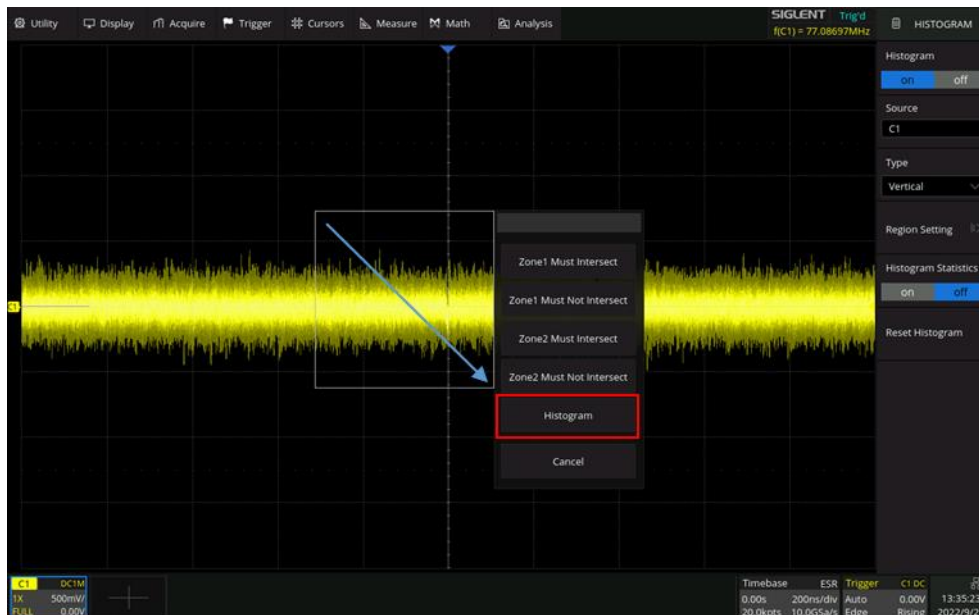 Utility Display Acquire Trigger Cursors Measure Math Analysis
SIGLENT Trig'd
f(C1) = 77.08697MHz
HISTOGRAM
Histogram
on off
Source
C1
Type
Vertical
Region Setting
Histogram Statistics
on off
Reset Histogram
Zone1 Must Intersect
Zone1 Must Not Intersect
Zone2 Must Intersect
Zone2 Must Not Intersect
Histogram
Cancel
C1
C1 DC1M
1X 500mV/
FULL 0.00V
Timebase ESR
0.00s 200ns/div
20.0kpts 10.0GSa/s
Trigger C1 DC
Auto 0.00V
Edge Rising
13:35:23